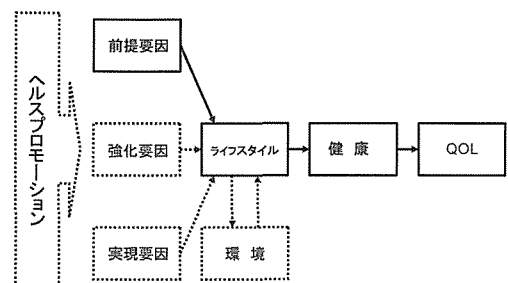 ヘルスプロモーション
前提要因
強化要因
実現要因
ライフスタイル
環 境
健 康
QOL